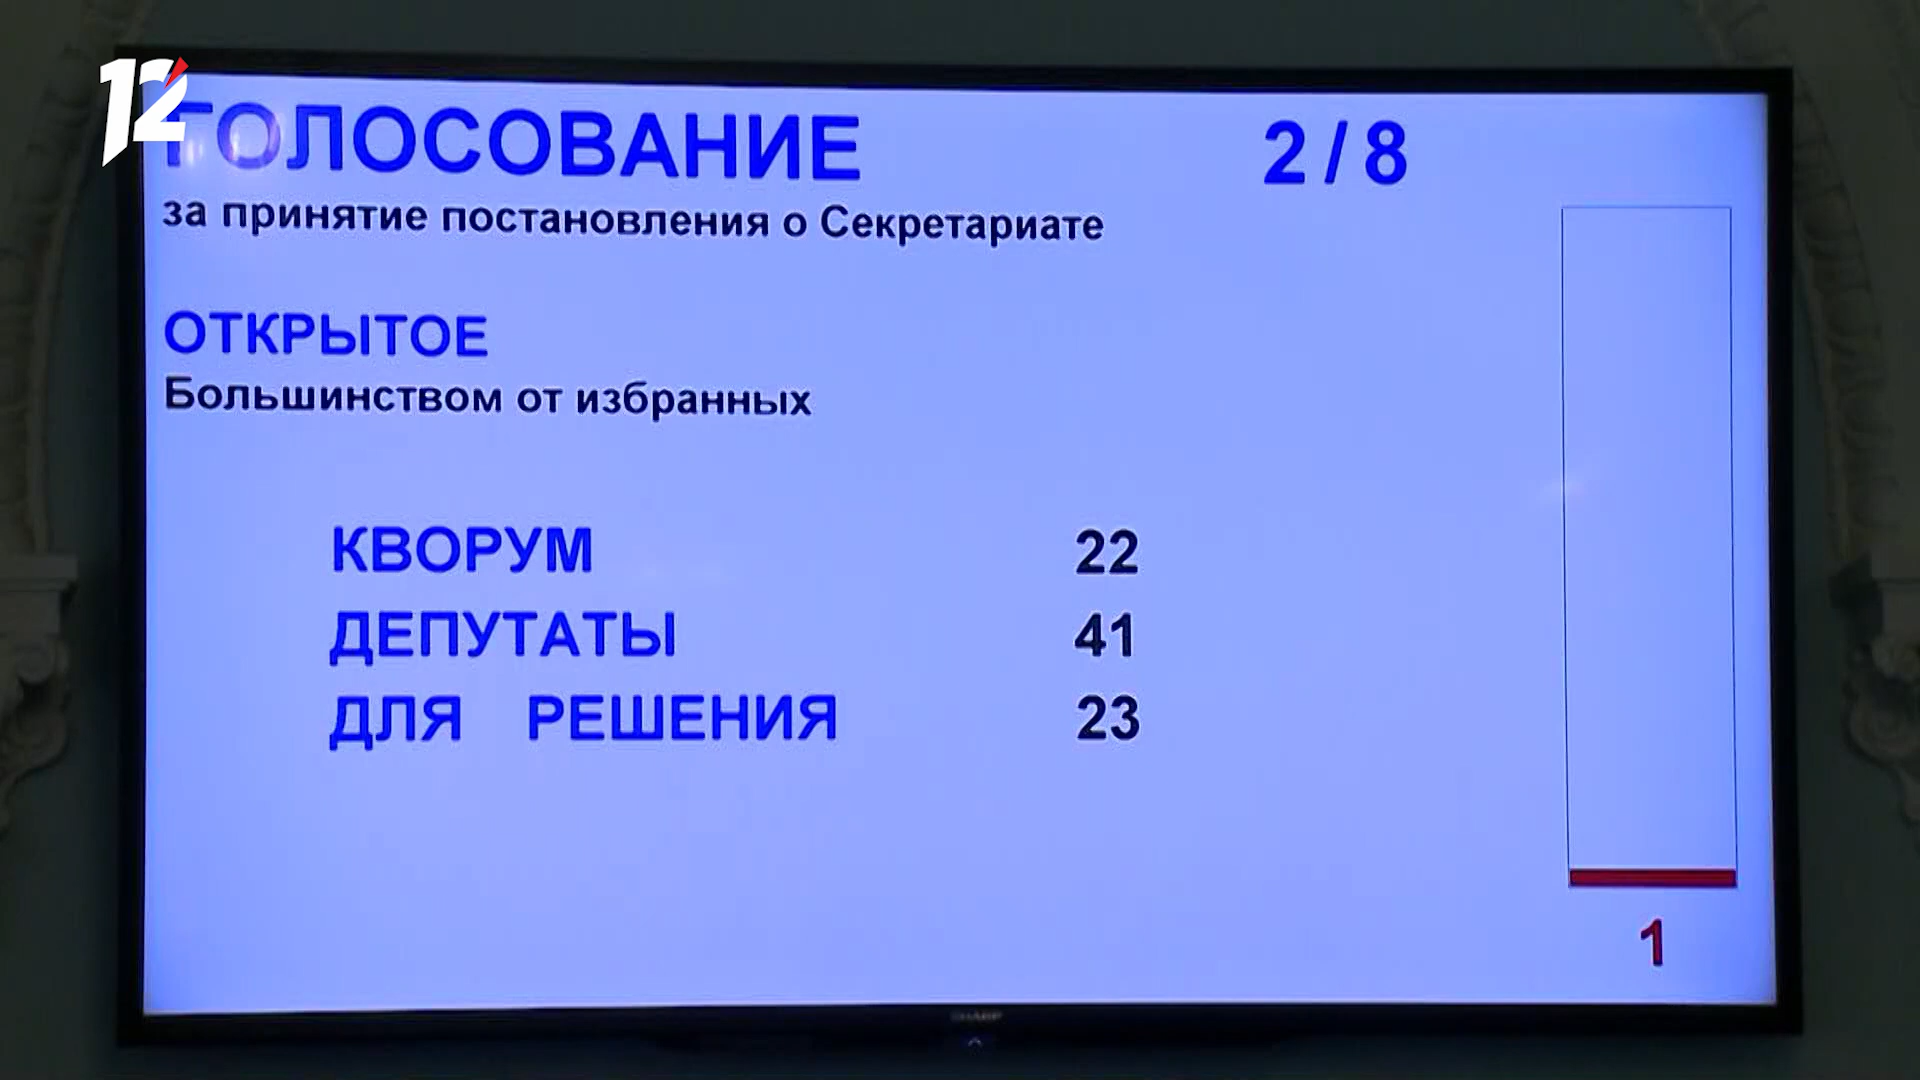 12
ГОЛОСОВАНИЕ 2/8
за принятие постановления о Секретариате
ОТКРЫТОЕ
Большинством от избранных
КВОРУМ 22
ДЕПУТАТЫ 41
ДЛЯ РЕШЕНИЯ 23
1
SHARP